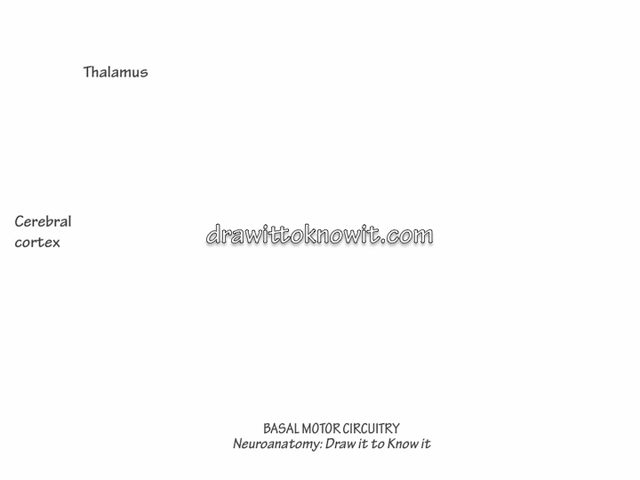 Thalamus
Cerebral
cortex
drawittoknowit.com
BASAL MOTOR CIRCUITRY
Neuroanatomy: Draw it to Know it